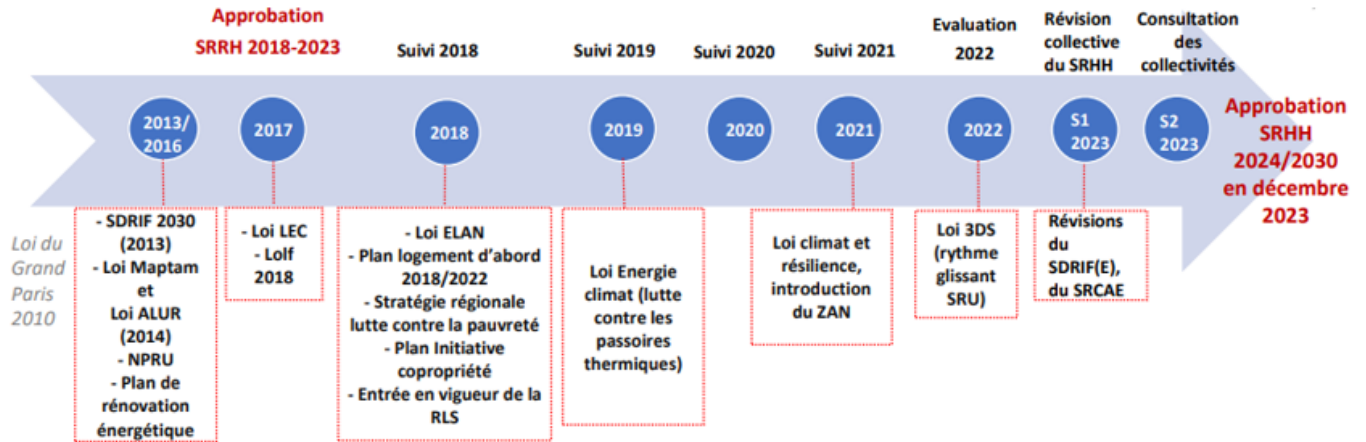 Approbation
SRRH 2018-2023
Suivi 2018
Suivi 2019
Suivi 2020
Suivi 2021
Evaluation
2022
Révision
collective
du SRHH
Consultation
des
collectivités
2013/
2016
2017
2018
2019
2020
2021
2022
S1
2023
S2
2023
Approbation
SRHH
2024/2030
en décembre
2023
Loi du
Grand
Paris
2010
- SDRIF 2030
(2013)
- Loi Maptam
et
Loi ALUR
(2014)
- NPRU
- Plan de
rénovation
énergétique
- Loi LEC
- Lolf
2018
- Loi ELAN
- Plan logement d'abord
2018/2022
- Stratégie régionale
lutte contre la pauvreté
- Plan Initiative
copropriété
- Entrée en vigueur de la
RLS
Loi Energie
climat (lutte
contre les
passoires
thermiques)
Loi climat et
résilience,
introduction
du ZAN
Loi 3DS
(rythme
glissant
SRU)
Révisions
du
SDRIF(E),
du SRCAE